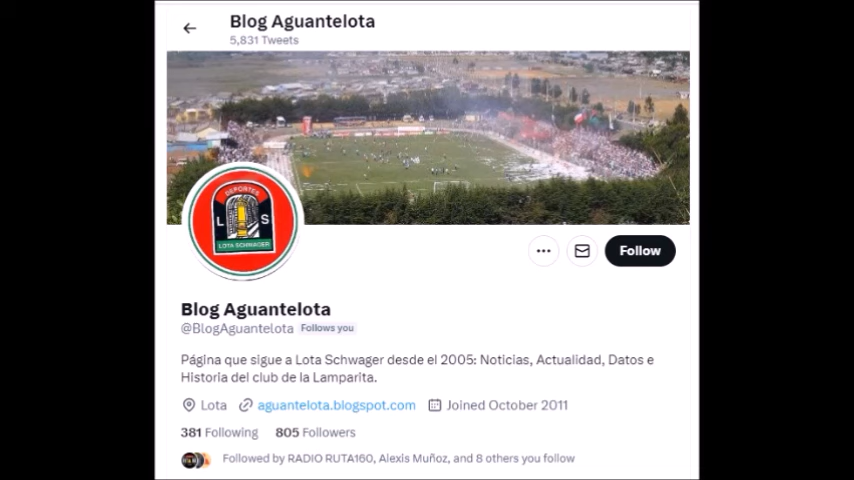 Blog Aguantelota
5,831 Tweets
DEPORTES
L S
LOTA SCHWAGER
Follow
Blog Aguantelota
@BlogAguantelota Follows you
Página que sigue a Lota Schwager desde el 2005: Noticias, Actualidad, Datos e
Historia del club de la Lamparita.
Lota aguantelota.blogspot.com Joined October 2011
381 Following 805 Followers
Followed by RADIO RUTA160, Alexis Muñoz, and 8 others you follow